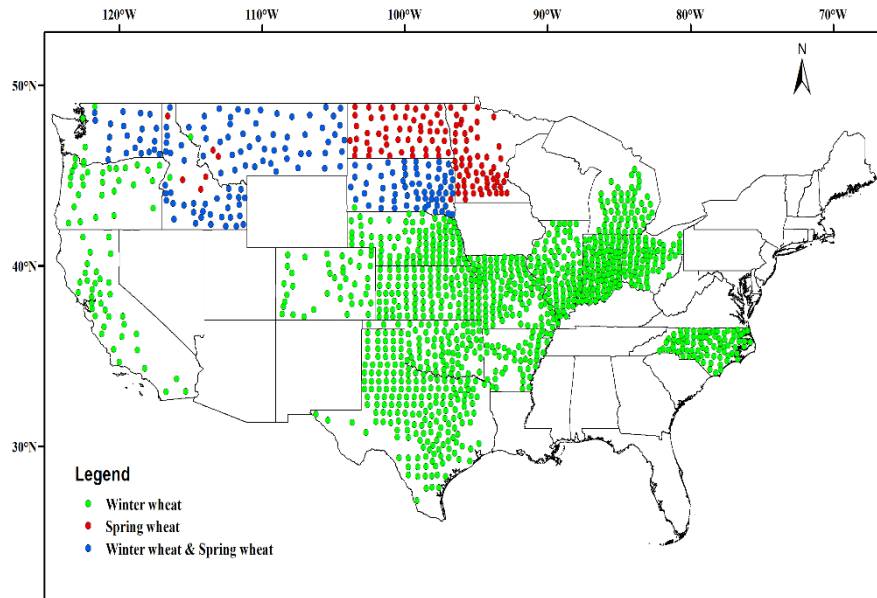 120°W 110°W 100°W 90°W 80°W 70°W
N
50°N
40°N
30°N
Legend
Winter wheat
Spring wheat
Winter wheat & Spring wheat